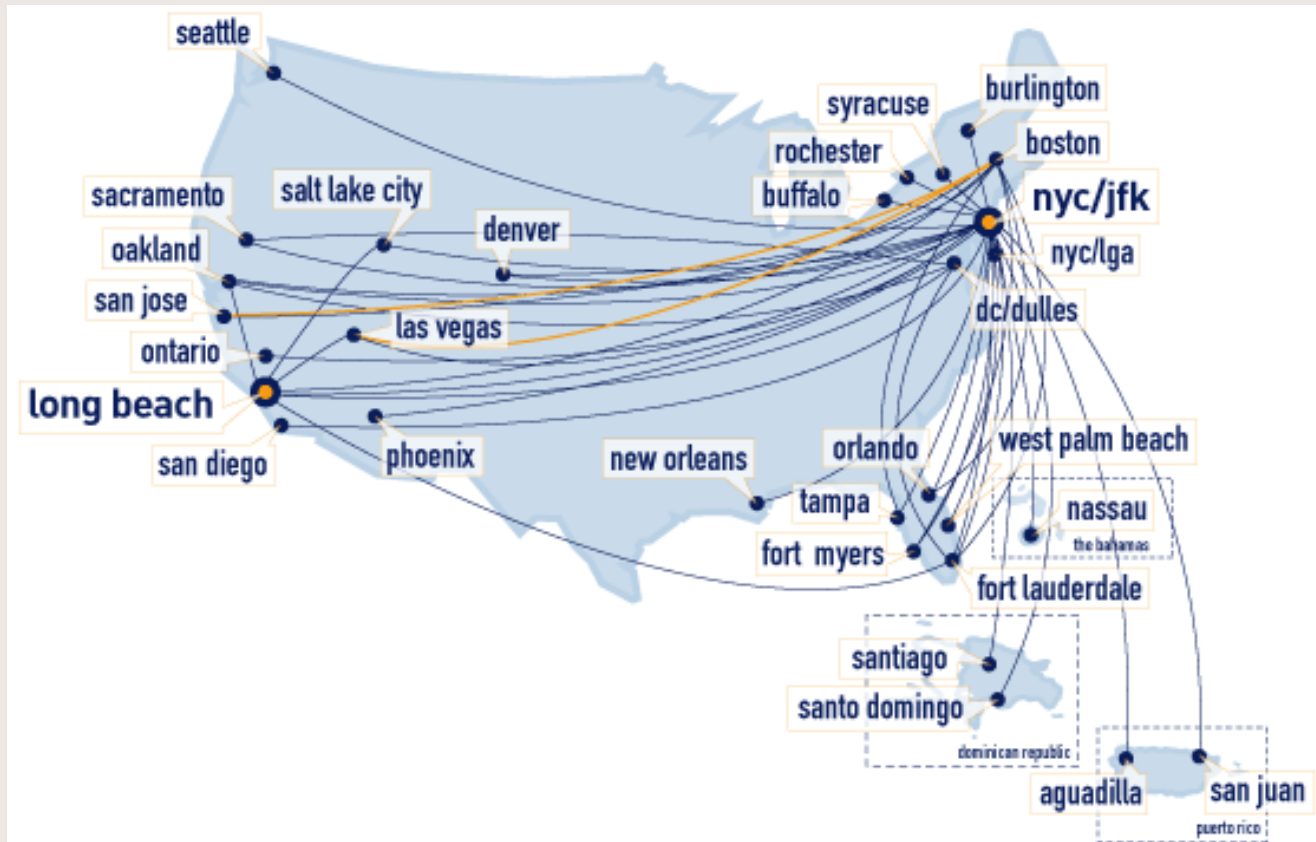 seattle
burlington
syracuse
boston
rochester
salt lake city
sacramento
buffalo
nyc/jfk
denver
oakland
nyc/lga
san jose
dc/dulles
las vegas
ontario
long beach
west palm beach
orlando
phoenix
new orleans
san diego
tampa
nassau
the bahamas
fort myers
fort lauderdale
santiago
santo domingo
dominican republic
aguadilla
san juan
puerto rico